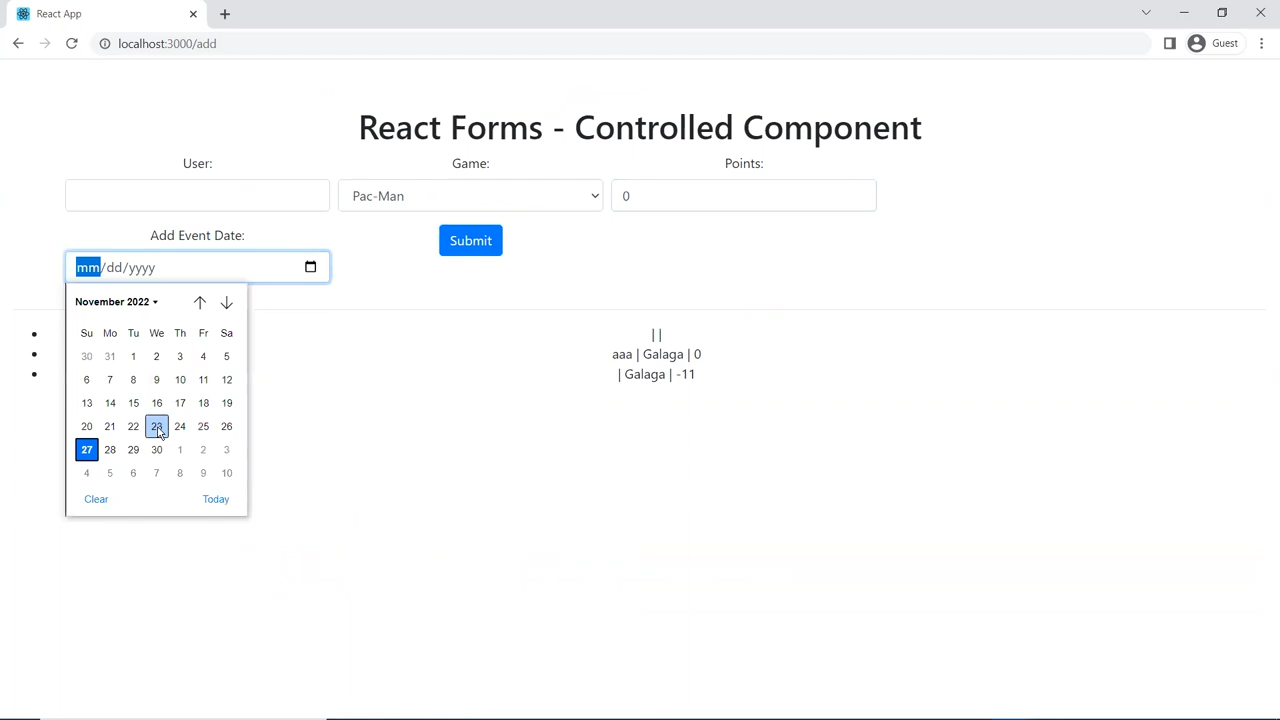 React App
localhost:3000/add
Guest
React Forms - Controlled Component
User: Game: Points:
Pac-Man 0
Add Event Date:
Submit
mm/dd/yyyy
November 2022
Su Mo Tu We Th Fr Sa
30 31 1 2 3 4 5
6 7 8 9 10 11 12
13 14 15 16 17 18 19
20 21 22 23 24 25 26
27 28 29 30 1 2 3
4 5 6 7 8 9 10
Clear Today
| |
aaa | Galaga | 0
| Galaga | -11